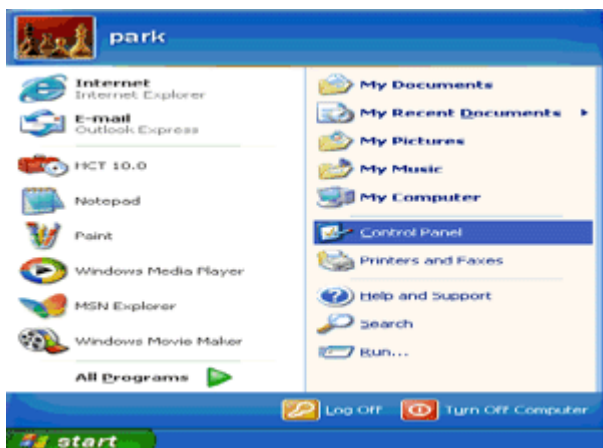 park
Internet
Internet Explorer
E-mail
Outlook Express
HCT 10.0
Notepad
Paint
Windows Media Player
MSN Explorer
Windows Movie Maker
All Programs
My Documents
My Recent Documents
My Pictures
My Music
My Computer
Control Panel
Printers and Faxes
Help and Support
Search
Run...
Log Off
Turn Off Computer
start